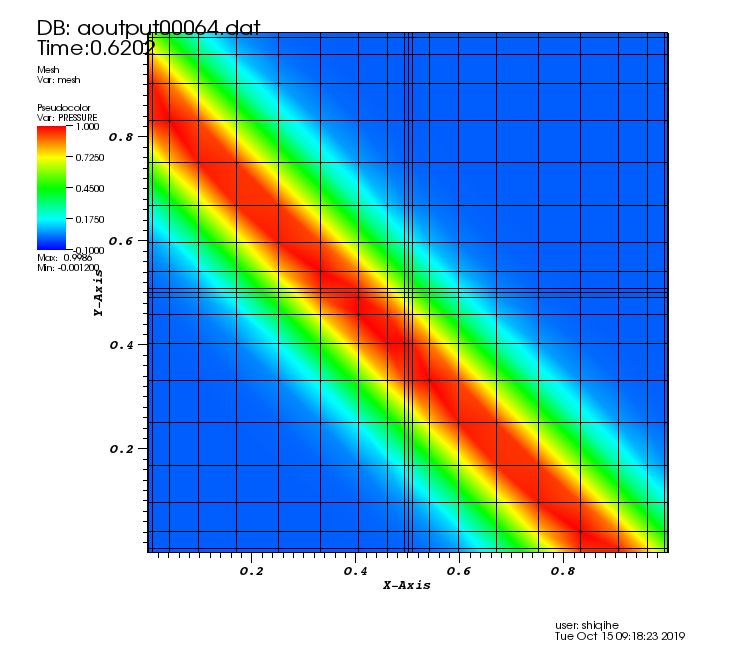 DB: aoutput00064.dat
Time:0.6202
Mesh
Var: mesh
Pseudocolor
Var: PRESSURE
1.000
0.7250
0.4500
0.1750
-0.1000
Max: 0.9986
Min: -0.001200
0.8
0.6
0.4
0.2
Y-Axis
0.2 0.4 0.6 0.8
X-Axis
user: shiqihe
Tue Oct 15 09:18:23 2019